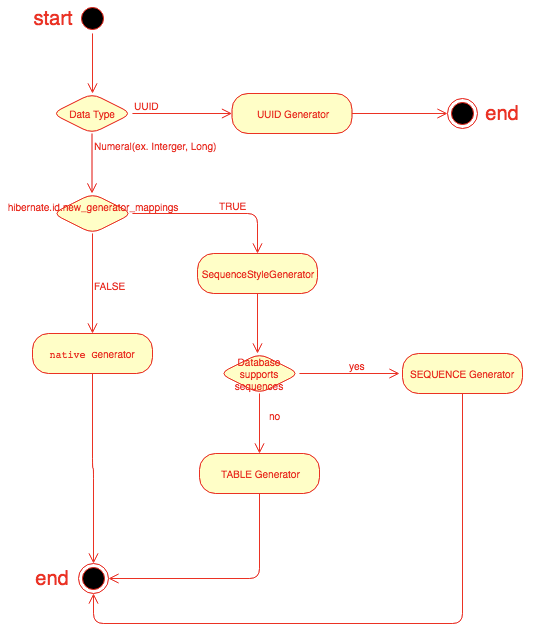 start
Data Type
UUID
UUID Generator
end
Numeral(ex. Interger, Long)
hibernate.id.new_generator_mappings
TRUE
SequenceStyleGenerator
FALSE
native Generator
Database
supports
sequences
yes
SEQUENCE Generator
no
TABLE Generator
end